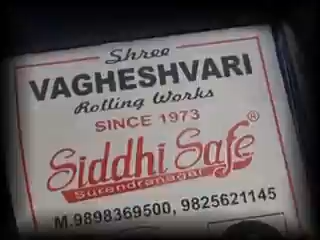 Shree
VAGHESHVARI
Rolling Works
SINCE 1973
Siddhi Safe®
Surendranagar
M.9898369500, 9825621145